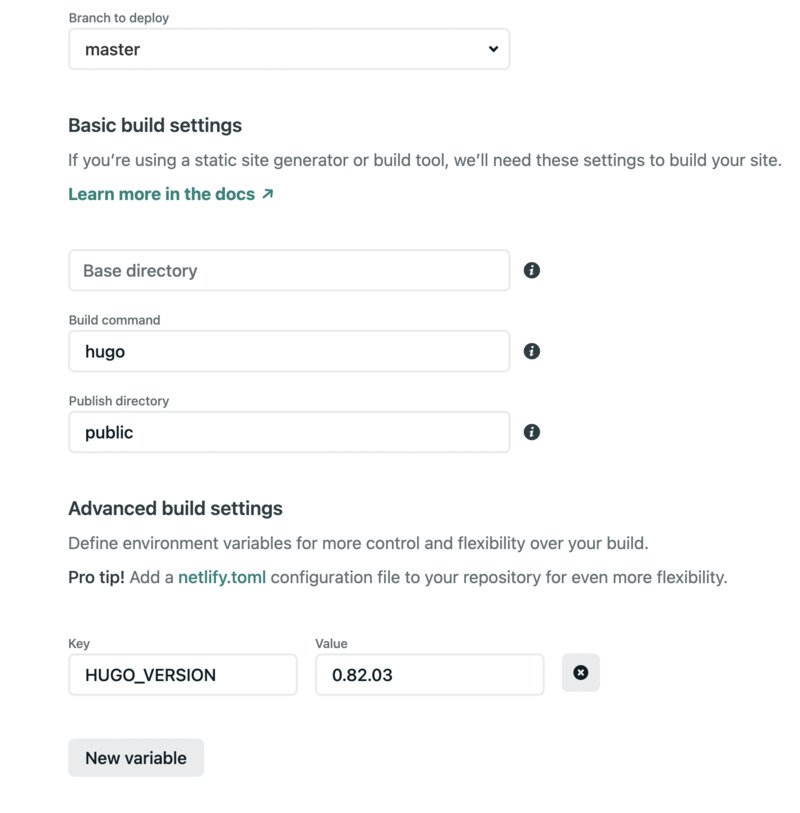 Branch to deploy
master
Basic build settings
If you’re using a static site generator or build tool, we’ll need these settings to build your site.
Learn more in the docs ↗
Base directory
Build command
hugo
Publish directory
public
Advanced build settings
Define environment variables for more control and flexibility over your build.
Pro tip! Add a netlify.toml configuration file to your repository for even more flexibility.
Key Value
HUGO_VERSION 0.82.03
New variable